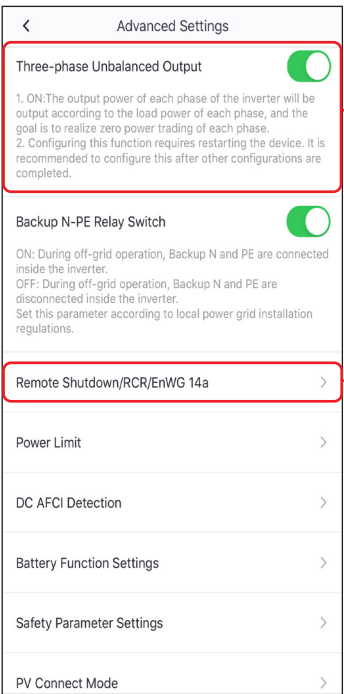 Advanced Settings
Three-phase Unbalanced Output
1. ON:The output power of each phase of the inverter will be
output according to the load power of each phase, and the
goal is to realize zero power trading of each phase.
2. Configuring this function requires restarting the device. It is
recommended to configure this after other configurations are
completed.
Backup N-PE Relay Switch
ON: During off-grid operation, Backup N and PE are connected
inside the inverter.
OFF: During off-grid operation, Backup N and PE are
disconnected inside the inverter.
Set this parameter according to local power grid installation
regulations.
Remote Shutdown/RCR/EnWG 14a
Power Limit
DC AFCI Detection
Battery Function Settings
Safety Parameter Settings
PV Connect Mode